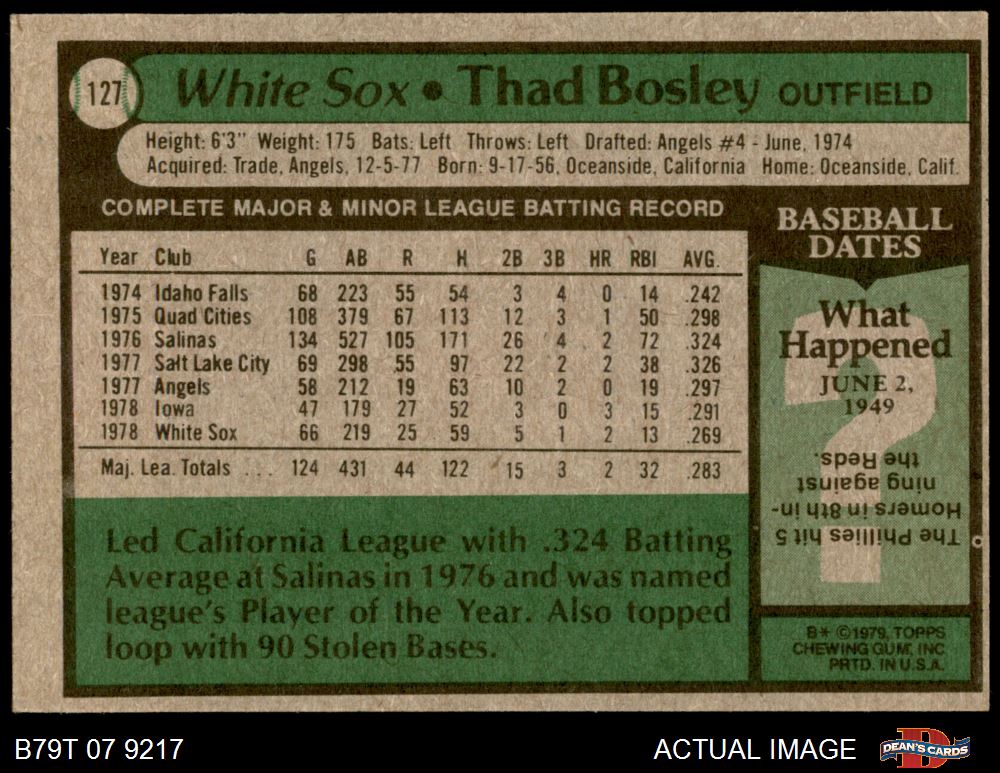 127 White Sox • Thad Bosley OUTFIELD
Height: 6'3" Weight: 175 Bats: Left Throws: Left Drafted: Angels #4 - June, 1974
Acquired: Trade, Angels, 12-5-77 Born: 9-17-56, Oceanside, California Home: Oceanside, Calif.
COMPLETE MAJOR & MINOR LEAGUE BATTING RECORD
Year Club G AB R H 2B 3B HR RBI AVG.
1974 Idaho Falls 68 223 55 54 3 4 0 14 .242
1975 Quad Cities 108 379 67 113 12 3 1 50 .298
1976 Salinas 134 527 105 171 26 4 2 72 .324
1977 Salt Lake City 69 298 55 97 22 2 2 38 .326
1977 Angels 58 212 19 63 10 2 0 19 .297
1978 Iowa 47 179 27 52 3 0 3 15 .291
1978 White Sox 66 219 25 59 5 1 2 13 .269
Maj. Lea. Totals ... 124 431 44 122 15 3 2 32 .283
Led California League with .324 Batting
Average at Salinas in 1976 and was named
league's Player of the Year. Also topped
loop with 90 Stolen Bases.
BASEBALL
DATES
What
Happened
JUNE 2,
1949
?
The Phillies hit 5
Homers in 8th in-
ning against
the Reds.
B* ©1979, TOPPS
CHEWING GUM, INC
PRTD. IN U.S.A.
B79T 07 9217
ACTUAL IMAGE
DEAN'S CARDS